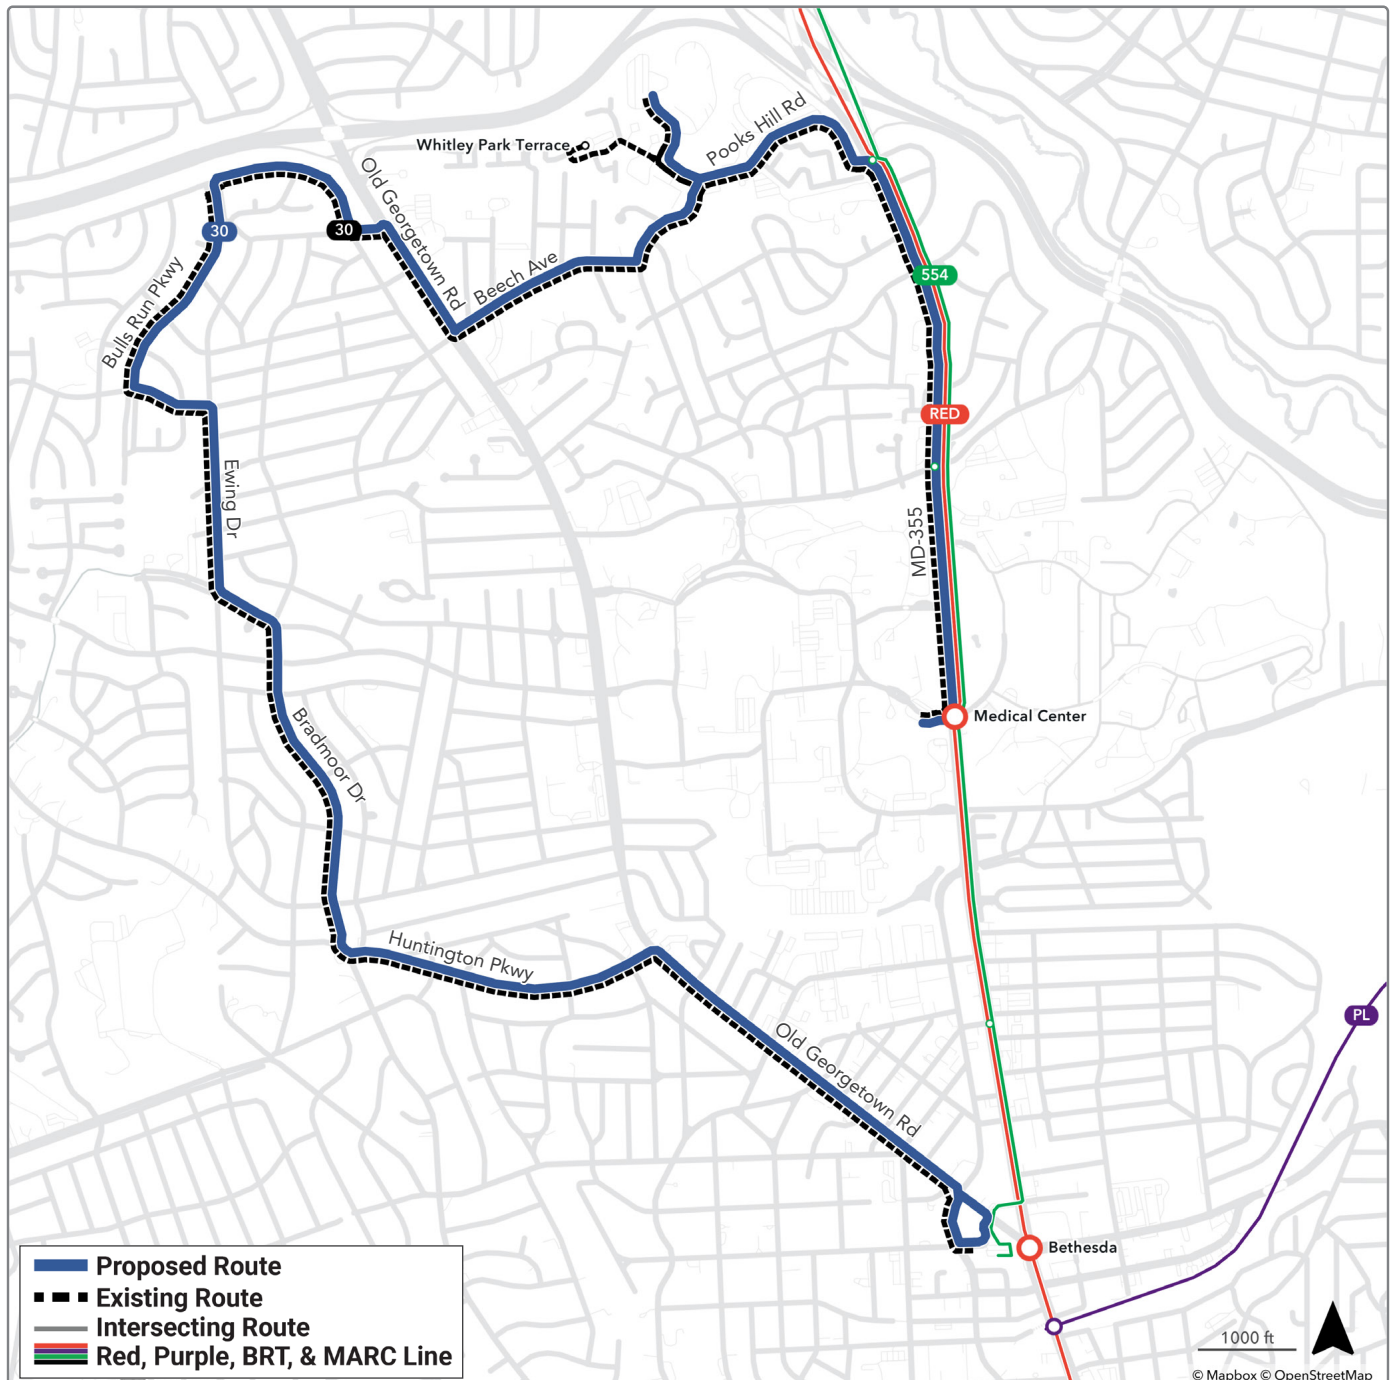 Pooks Hill Rd
Whitley Park Terrace
Old Georgetown Rd
30
30
Beech Ave
Bulls Run Pkwy
554
RED
Ewing Dr
MD-355
Medical Center
Bradmoor Dr
Huntington Pkwy
PL
Old Georgetown Rd
Bethesda
Proposed Route
Existing Route
Intersecting Route
Red, Purple, BRT, & MARC Line
1000 ft
© Mapbox © OpenStreetMap